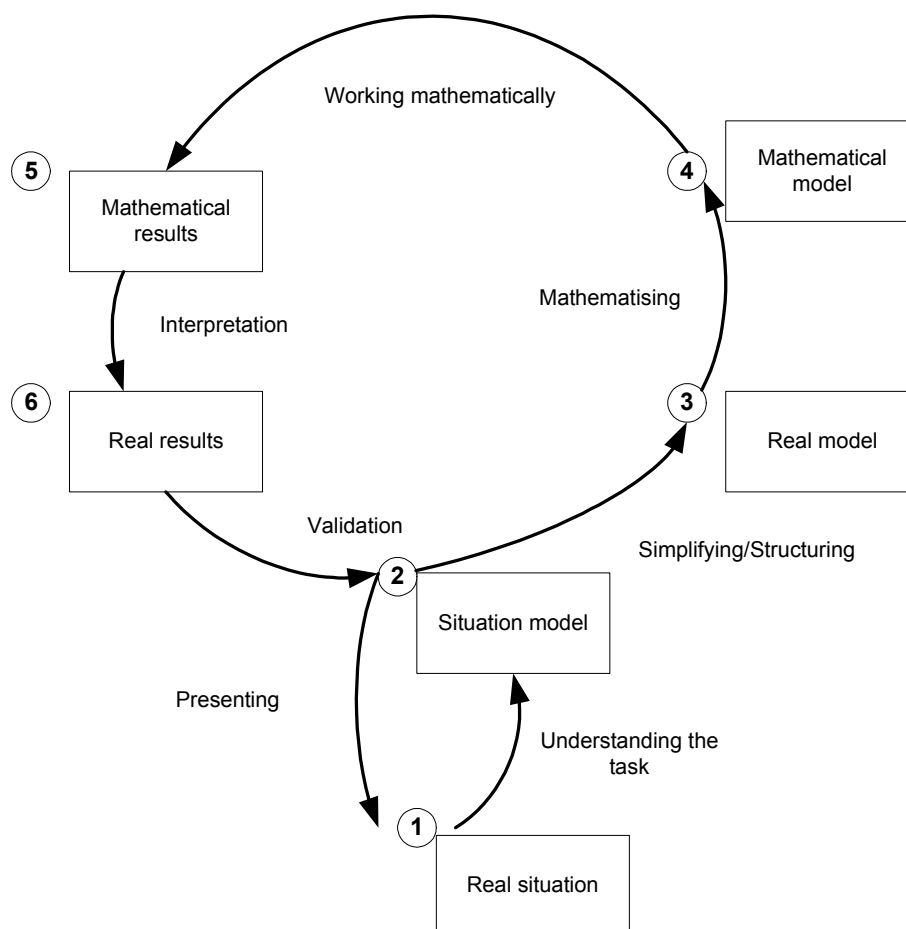 Working mathematically
5
4
Mathematical
model
Mathematical
results
Mathematising
Interpretation
6
3
Real results
Real model
Validation
Simplifying/Structuring
2
Situation model
Presenting
Understanding the
task
1
Real situation